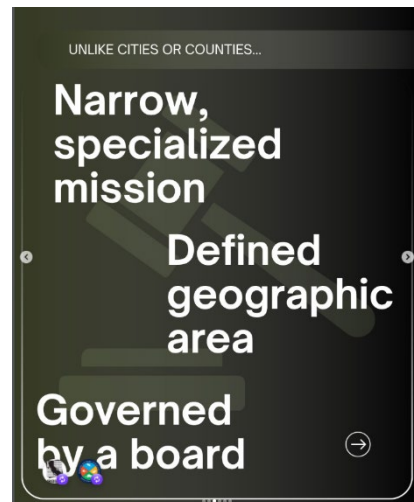 UNLIKE CITIES OR COUNTIES...
Narrow,
specialized
mission
Defined
geographic
area
Governed
by a board